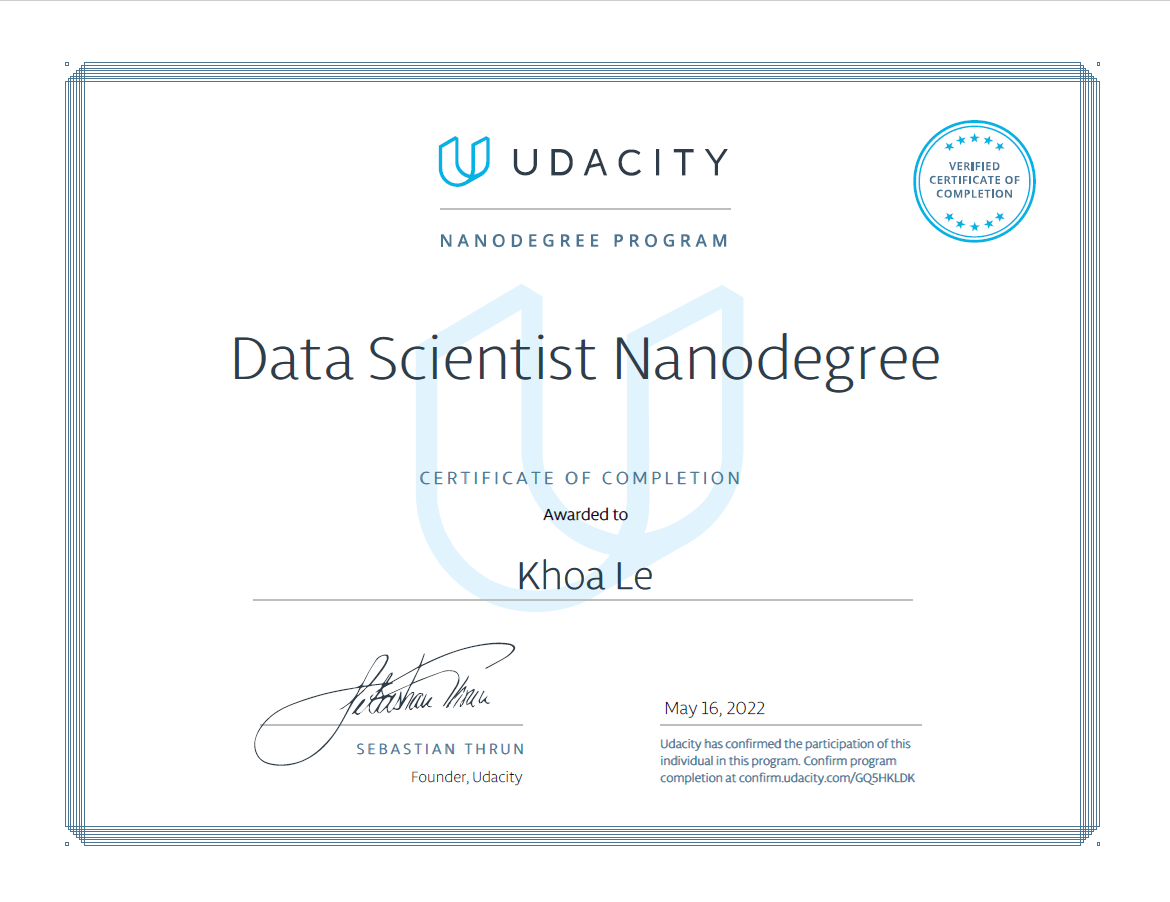 UDACITY
VERIFIED
CERTIFICATE OF
COMPLETION
NANODEGREE PROGRAM
Data Scientist Nanodegree
CERTIFICATE OF COMPLETION
Awarded to
Khoa Le
Sebastian Thrun
SEBASTIAN THRUN
Founder, Udacity
May 16, 2022
Udacity has confirmed the participation of this
individual in this program. Confirm program
completion at confirm.udacity.com/GQ5HKLDK